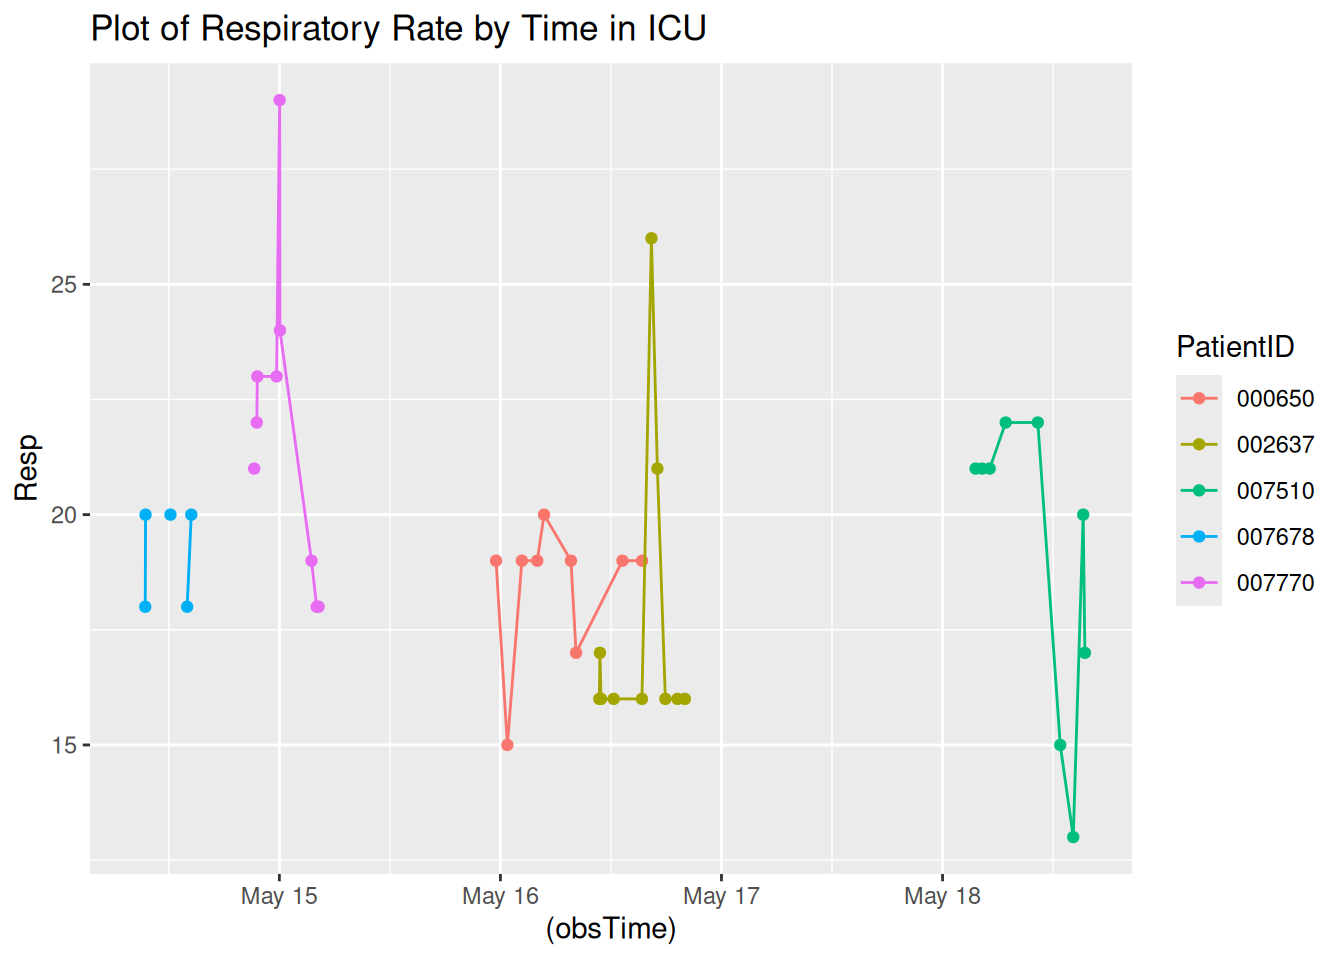 Plot of Respiratory Rate by Time in ICU
Resp
25
20
15
May 15
May 16
May 17
May 18
(obsTime)
PatientID
000650
002637
007510
007678
007770